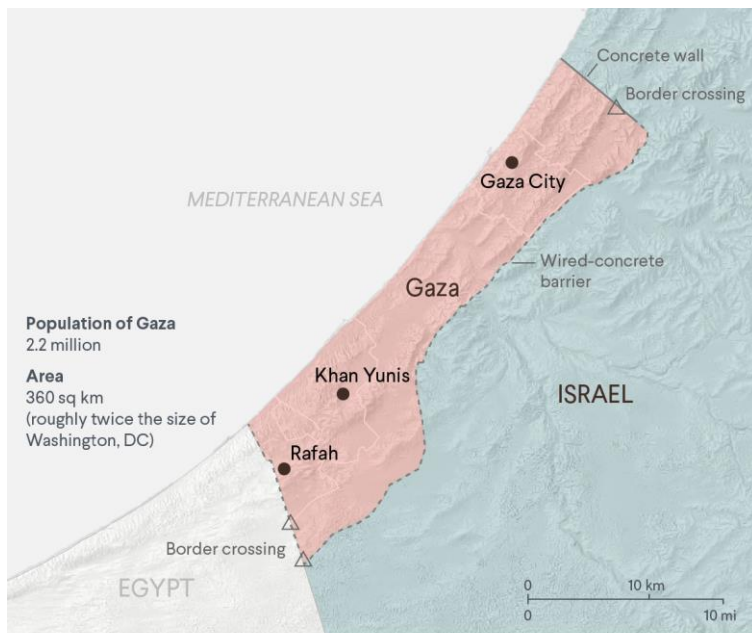 Concrete wall
Border crossing
Gaza City
MEDITERRANEAN SEA
Wired-concrete
barrier
Gaza
Population of Gaza
2.2 million
Area
360 sq km
(roughly twice the size of
Washington, DC)
Khan Yunis
ISRAEL
Rafah
Border crossing
EGYPT
0 10 km
0 10 mi